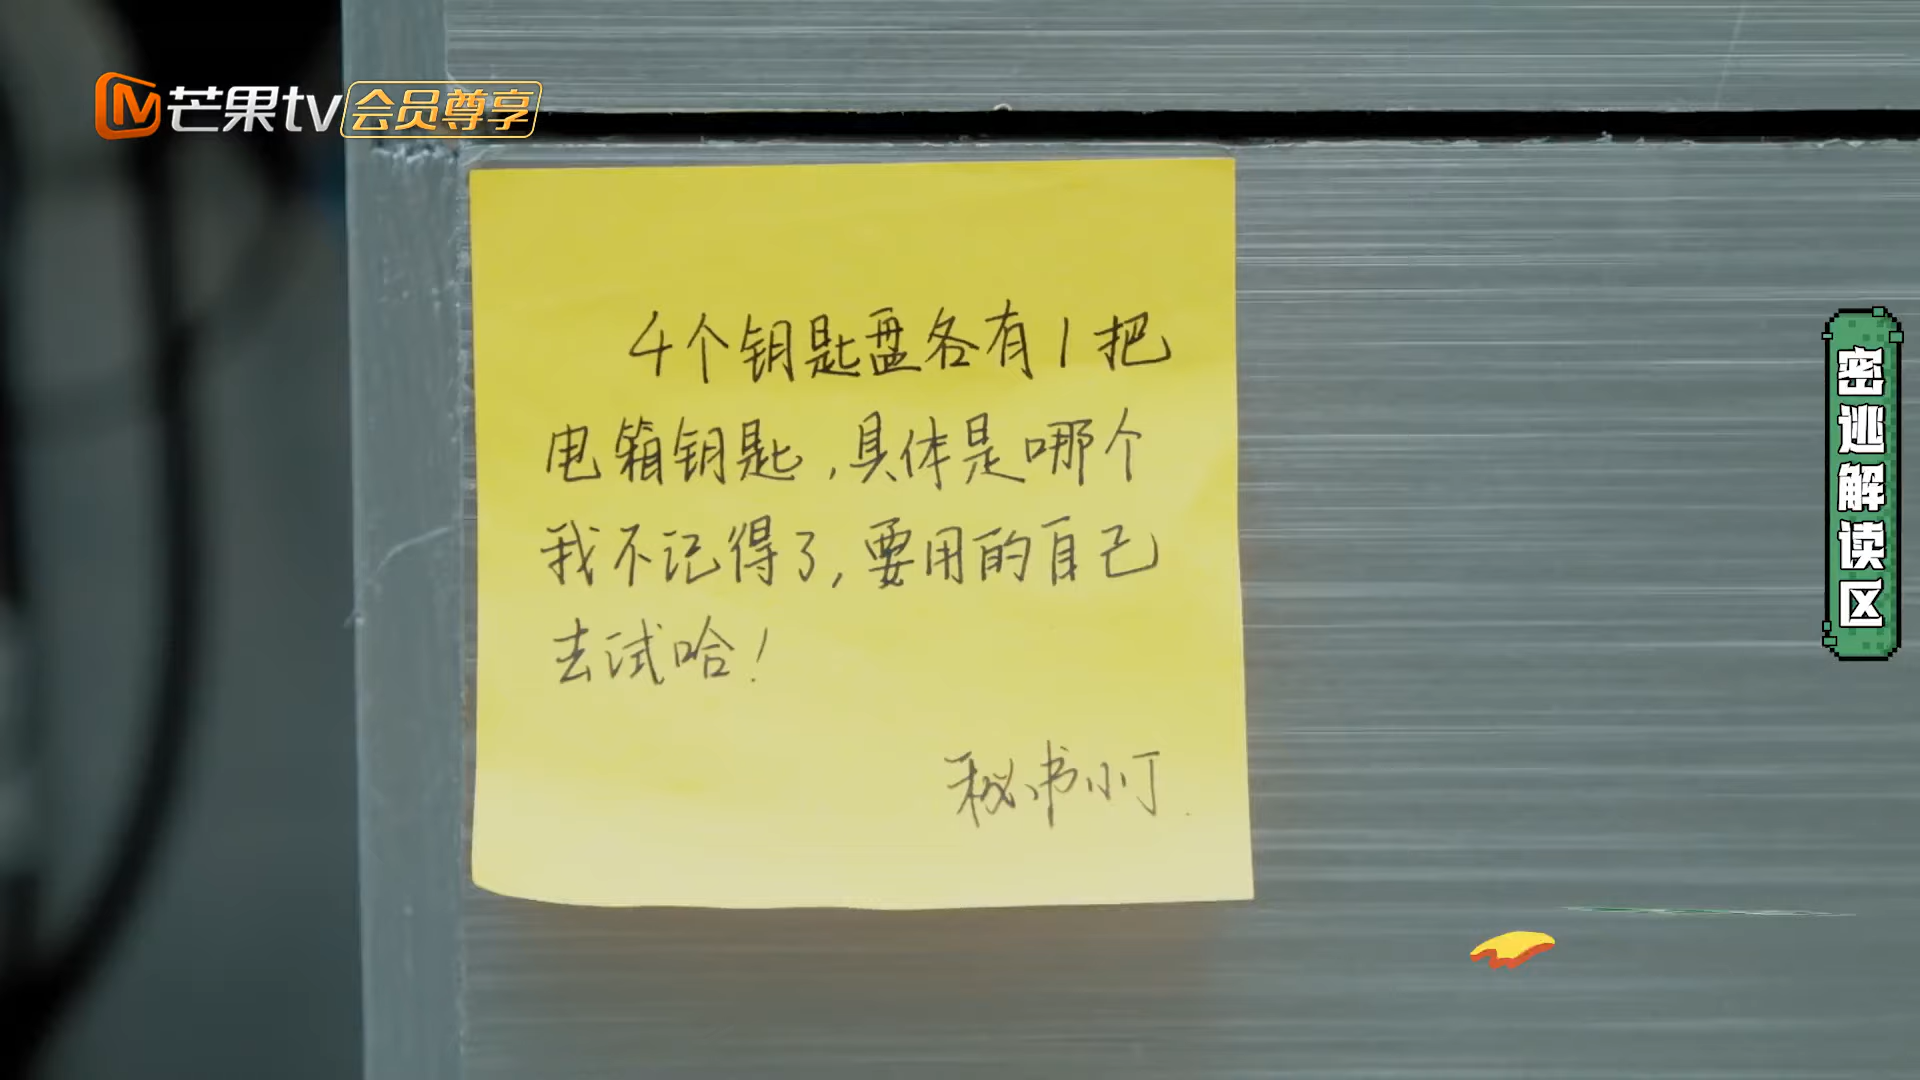 芒果tv会员尊享
4个钥匙盘各有1把
电箱钥匙,具体是哪个
我不记得了,要用的自己
去试哈!
秘书小丁.
密逃解读区